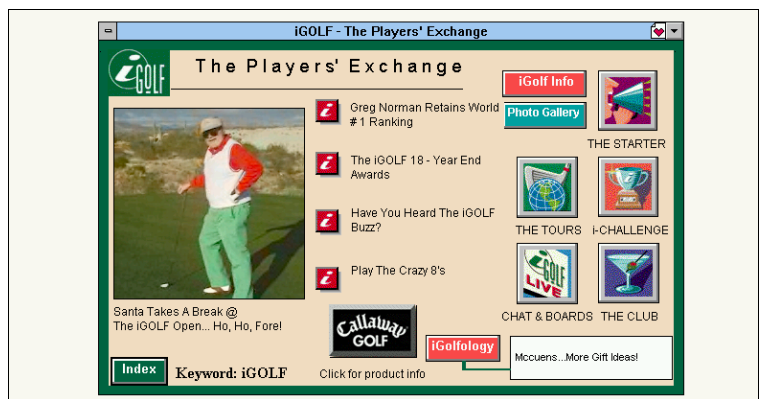 iGOLF - The Players' Exchange
iGOLF
The Players' Exchange
iGolf Info
Photo Gallery
THE STARTER
i
Greg Norman Retains World
# 1 Ranking
i
The iGOLF 18 - Year End
Awards
i
Have You Heard The iGOLF
Buzz?
i
Play The Crazy 8's
THE TOURS
i-CHALLENGE
iGOLF
LIVE
CHAT & BOARDS
THE CLUB
Santa Takes A Break @
The iGOLF Open... Ho, Ho, Fore!
Callaway
GOLF
iGolfology
Mccuens...More Gift Ideas!
Index
Keyword: iGOLF
Click for product info